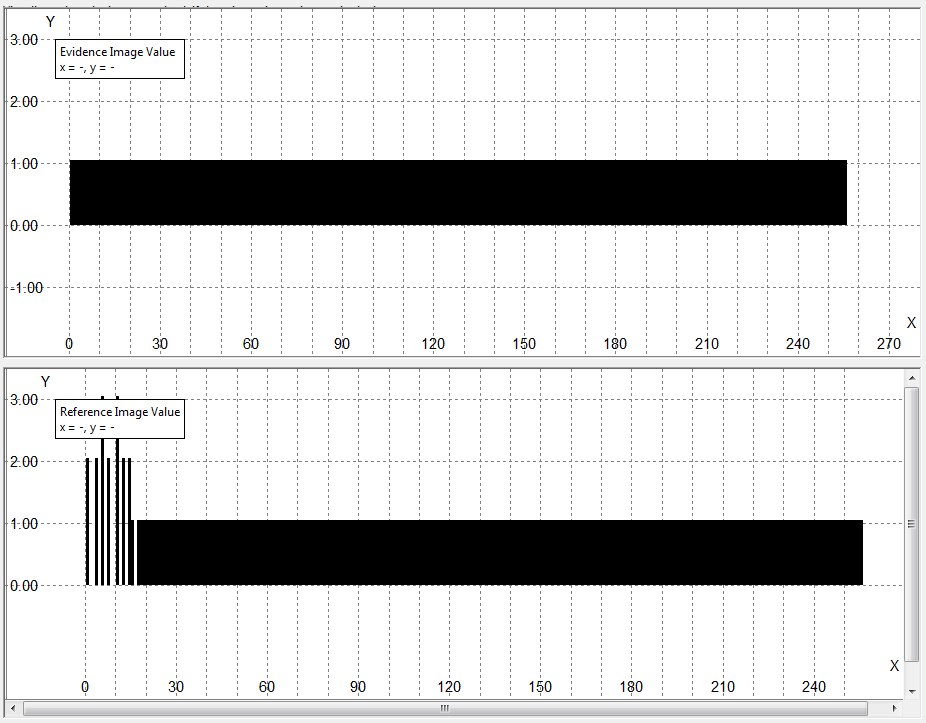 Y
3.00
Evidence Image Value
x = -, y = -
2.00
1.00
0.00
-1.00
X
0 30 60 90 120 150 180 210 240 270
Y
3.00
Reference Image Value
x = -, y = -
2.00
1.00
0.00
X
0 30 60 90 120 150 180 210 240